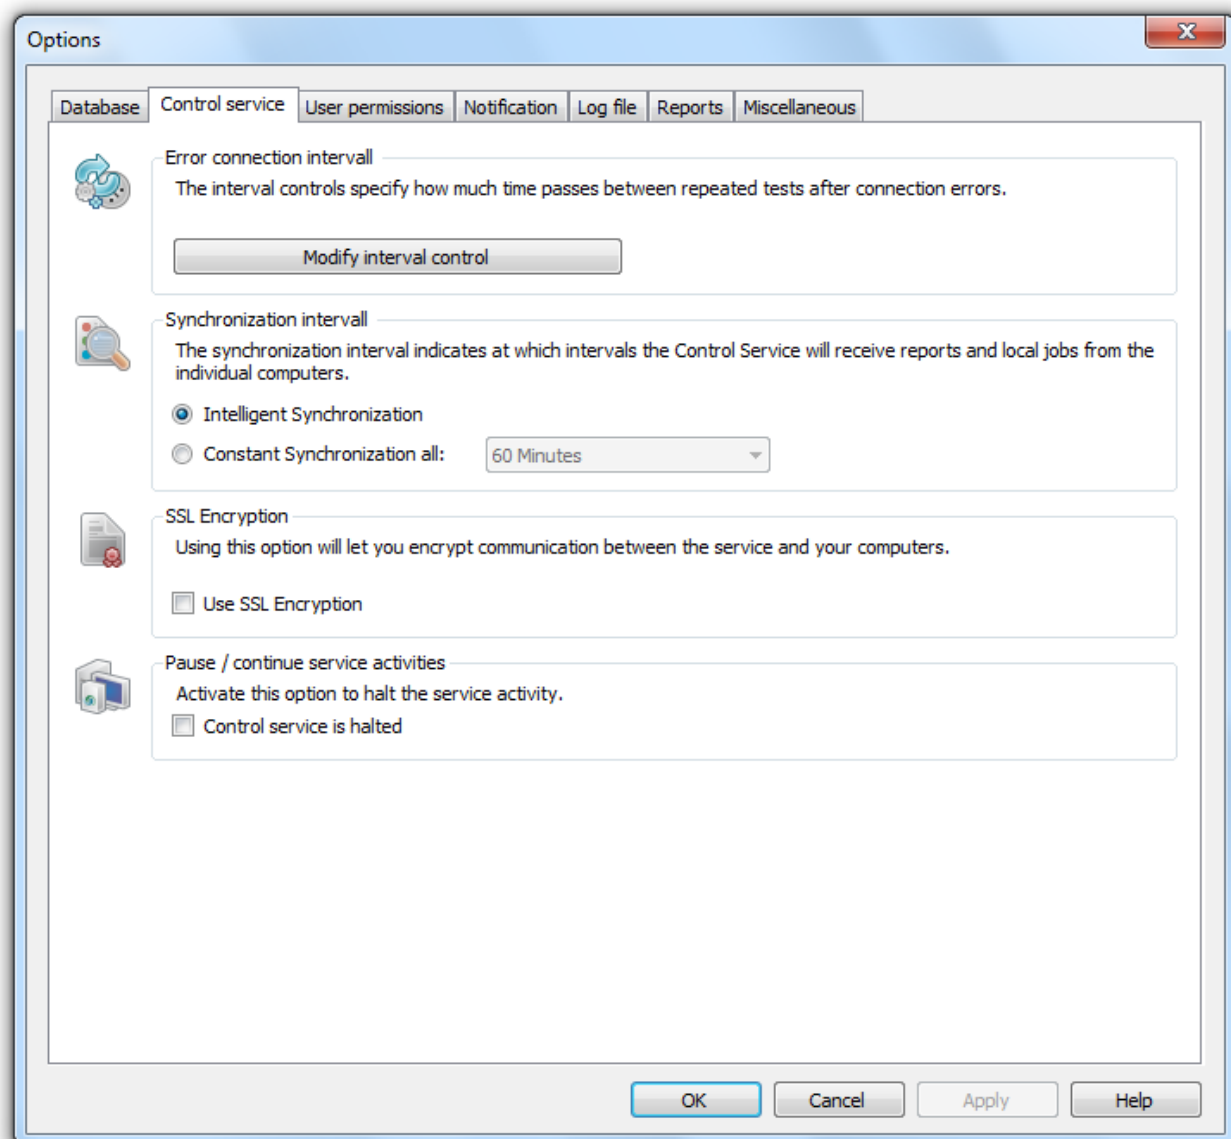 Options
Database Control service User permissions Notification Log file Reports Miscellaneous
Error connection intervall
The interval controls specify how much time passes between repeated tests after connection errors.
Modify interval control
Synchronization intervall
The synchronization interval indicates at which intervals the Control Service will receive reports and local jobs from the
individual computers.
Intelligent Synchronization
Constant Synchronization all: 60 Minutes
SSL Encryption
Using this option will let you encrypt communication between the service and your computers.
Use SSL Encryption
Pause / continue service activities
Activate this option to halt the service activity.
Control service is halted
OK Cancel Apply Help